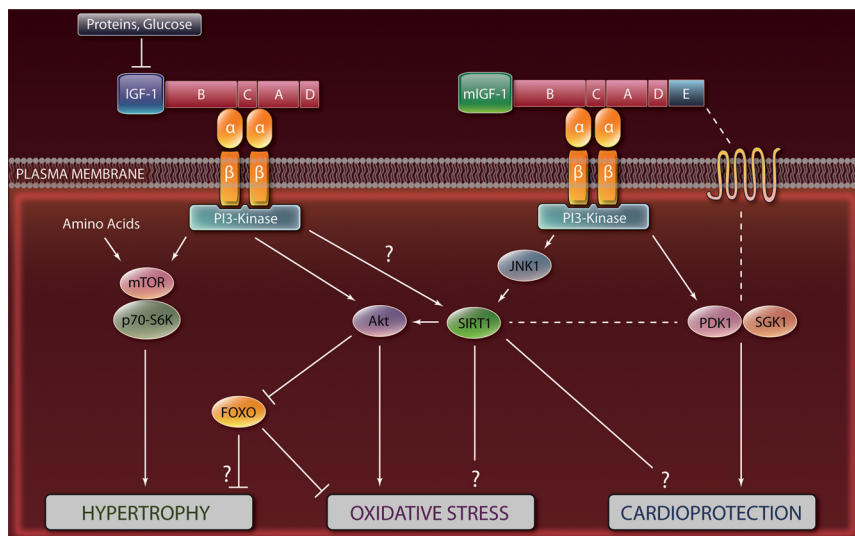 Proteins, Glucose
IGF-1 B C A D
mIGF-1 B C A D E
α α
α α
PLASMA MEMBRANE
β β
β β
PI3-Kinase
PI3-Kinase
Amino Acids
?
JNK1
mTOR
p70-S6K
Akt
SIRT1
PDK1
SGK1
FOXO
?
?
?
HYPERTROPHY
OXIDATIVE STRESS
CARDIOPROTECTION